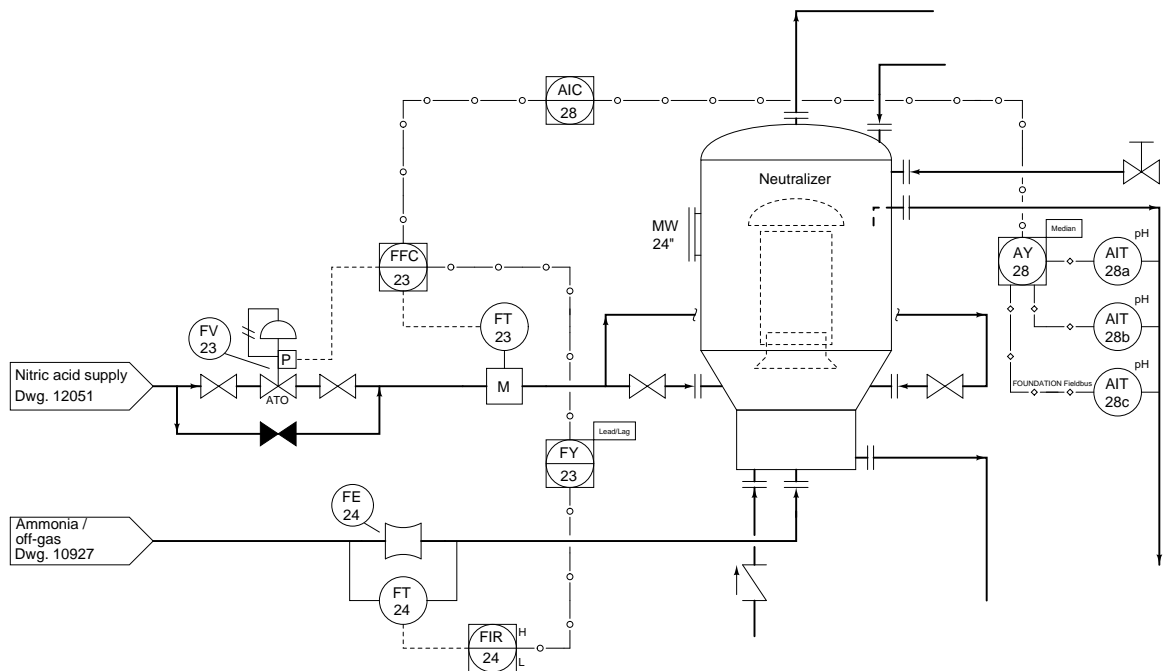 AIC
28
Neutralizer
MW
24"
FFC
23
FT
23
FV
23
P
Nitric acid supply
Dwg. 12051
ATO
M
Median
AY
28
pH
AIT
28a
pH
AIT
28b
pH
FOUNDATION Fieldbus
AIT
28c
Lead/Lag
FY
23
FE
24
Ammonia /
off-gas
Dwg. 10927
FT
24
FIR
24
H
L